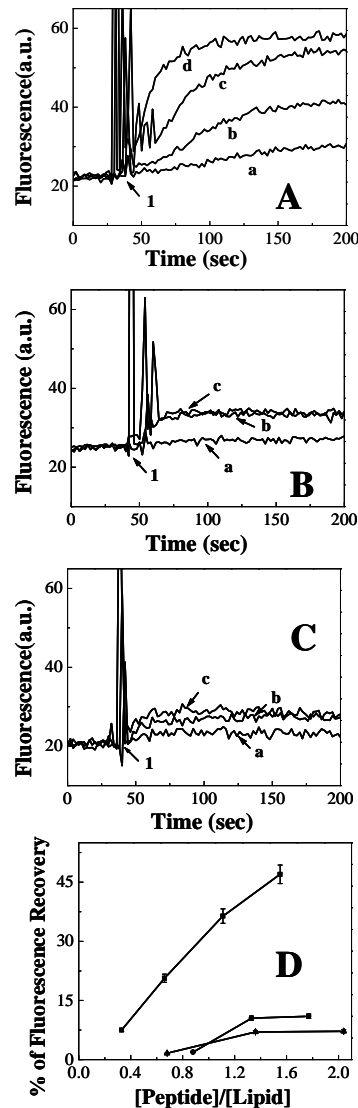 60
40
20
Fluorescence(a.u.)
d
c
b
a
1
A
0 50 100 150 200
Time (sec)
60
40
20
Fluorescence (a.u.)
c
b
a
1
B
0 50 100 150 200
Time (sec)
60
40
20
Fluorescence(a.u.)
C
c
b
a
1
0 50 100 150 200
Time (sec)
45
30
15
0
% of Fluorescence Recovery
D
0.0 0.4 0.8 1.2 1.6 2.0
[Peptide]/[Lipid]